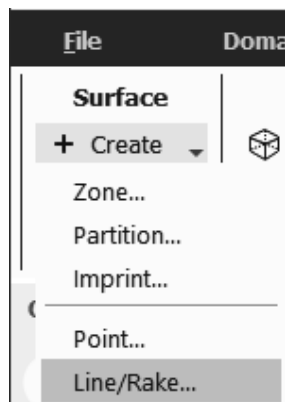 File Doma
Surface
+ Create
Zone...
Partition...
Imprint...
Point...
Line/Rake...